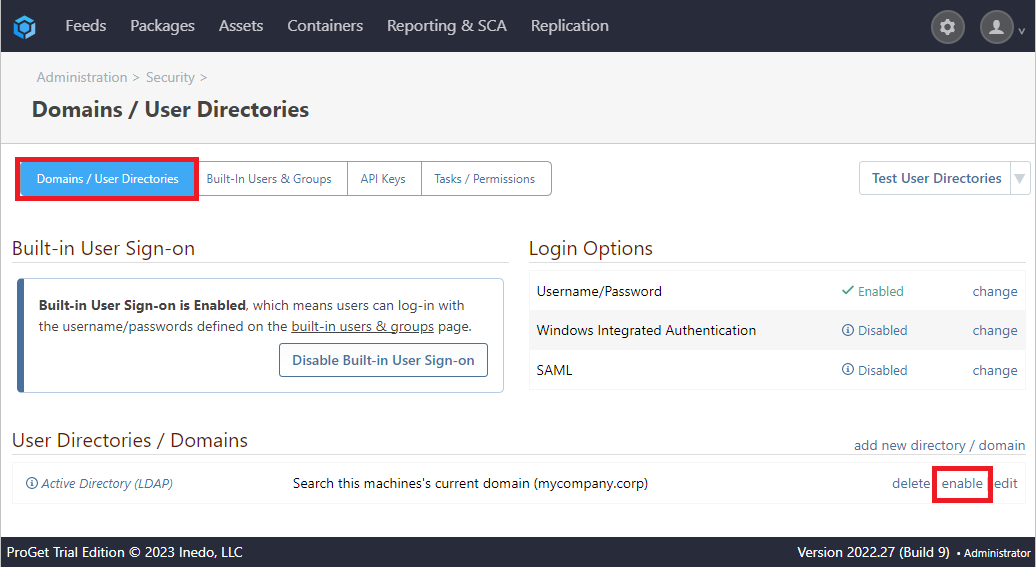 Feeds Packages Assets Containers Reporting & SCA Replication
Administration > Security >
Domains / User Directories
Domains / User Directories Built-In Users & Groups API Keys Tasks / Permissions Test User Directories
Built-in User Sign-on
Built-in User Sign-on is Enabled, which means users can log-in with
the username/passwords defined on the built-in users & groups page.
Disable Built-in User Sign-on
Login Options
Username/Password Enabled change
Windows Integrated Authentication Disabled change
SAML Disabled change
User Directories / Domains add new directory / domain
Active Directory (LDAP) Search this machines's current domain (mycompany.corp) delete enable edit
ProGet Trial Edition © 2023 Inedo, LLC Version 2022.27 (Build 9) • Administrator